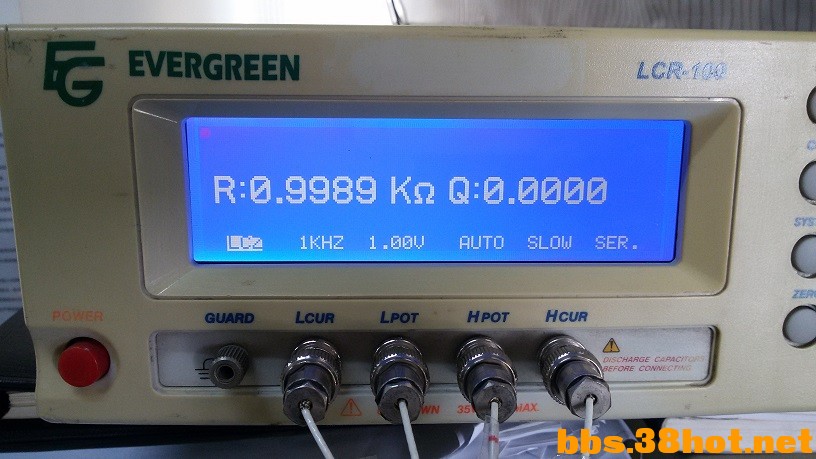 EG EVERGREEN
LCR-100
R:0.9989 KΩ Q:0.0000
LCZ 1KHZ 1.00V AUTO SLOW SER.
POWER
GUARD LCUR LPOT HPOT HCUR
DISCHARGE CAPACITORS
BEFORE CONNECTING
bbs.38hot.net